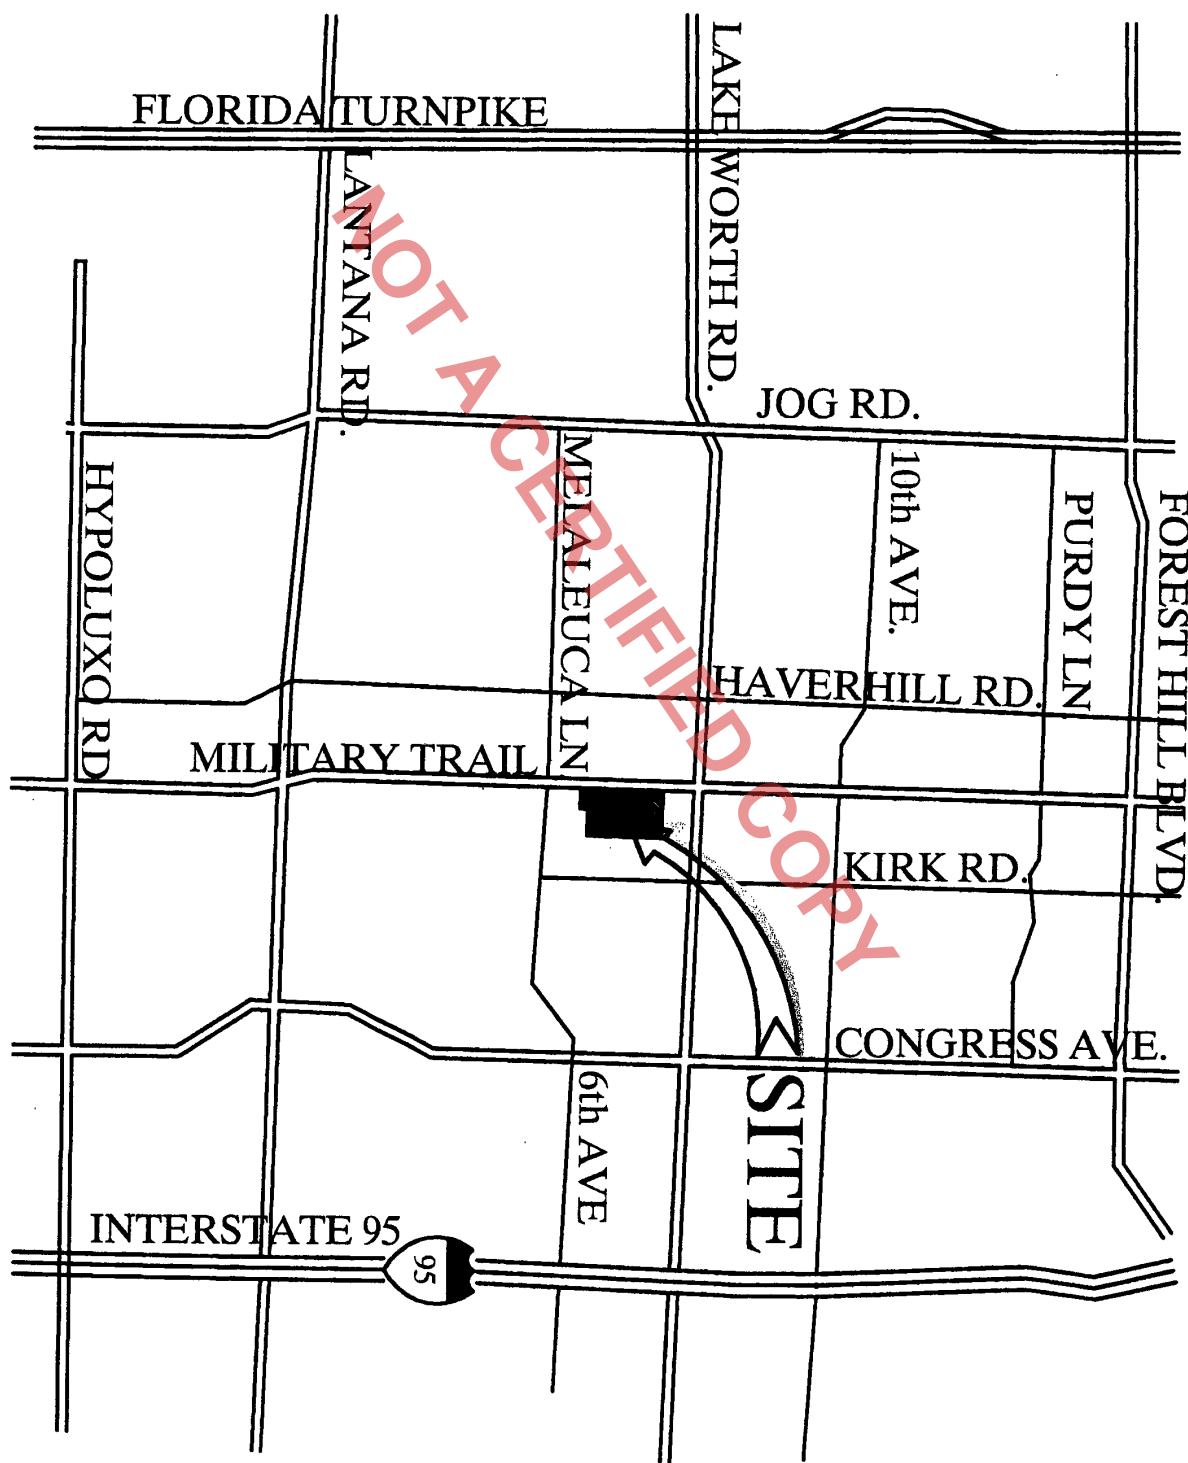 FLORIDA TURNPIKE
LANTANA RD.
LAKE WORTH RD.
JOG RD.
HYPOLUXO RD
MELALEUCA LN
10th AVE.
PURDY LN
FOREST HILL BLVD.
HAVERHILL RD.
MILITARY TRAIL
KIRK RD.
CONGRESS AVE.
6th AVE
SITE
INTERSTATE 95
95
NOT A CERTIFIED COPY